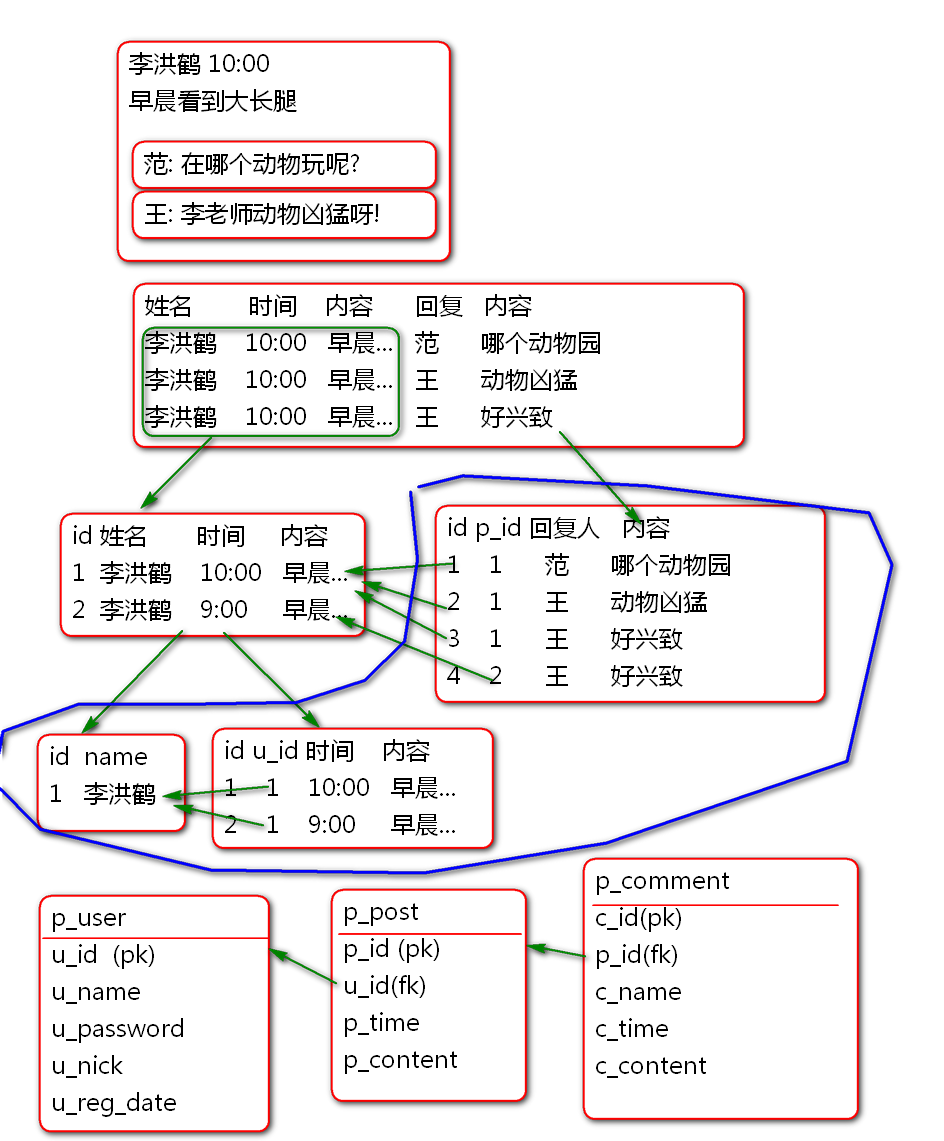 李洪鹤 10:00
早晨看到大长腿
范: 在哪个动物玩呢?
王: 李老师动物凶猛呀!
姓名 时间 内容 回复 内容
李洪鹤 10:00 早晨... 范 哪个动物园
李洪鹤 10:00 早晨... 王 动物凶猛
李洪鹤 10:00 早晨... 王 好兴致
id 姓名 时间 内容
1 李洪鹤 10:00 早晨...
2 李洪鹤 9:00 早晨...
id p_id 回复人 内容
1 1 范 哪个动物园
2 1 王 动物凶猛
3 1 王 好兴致
4 2 王 好兴致
id name
1 李洪鹤
id u_id 时间 内容
1 1 10:00 早晨...
2 1 9:00 早晨...
p_user
u_id (pk)
u_name
u_password
u_nick
u_reg_date
p_post
p_id (pk)
u_id(fk)
p_time
p_content
p_comment
c_id(pk)
p_id(fk)
c_name
c_time
c_content